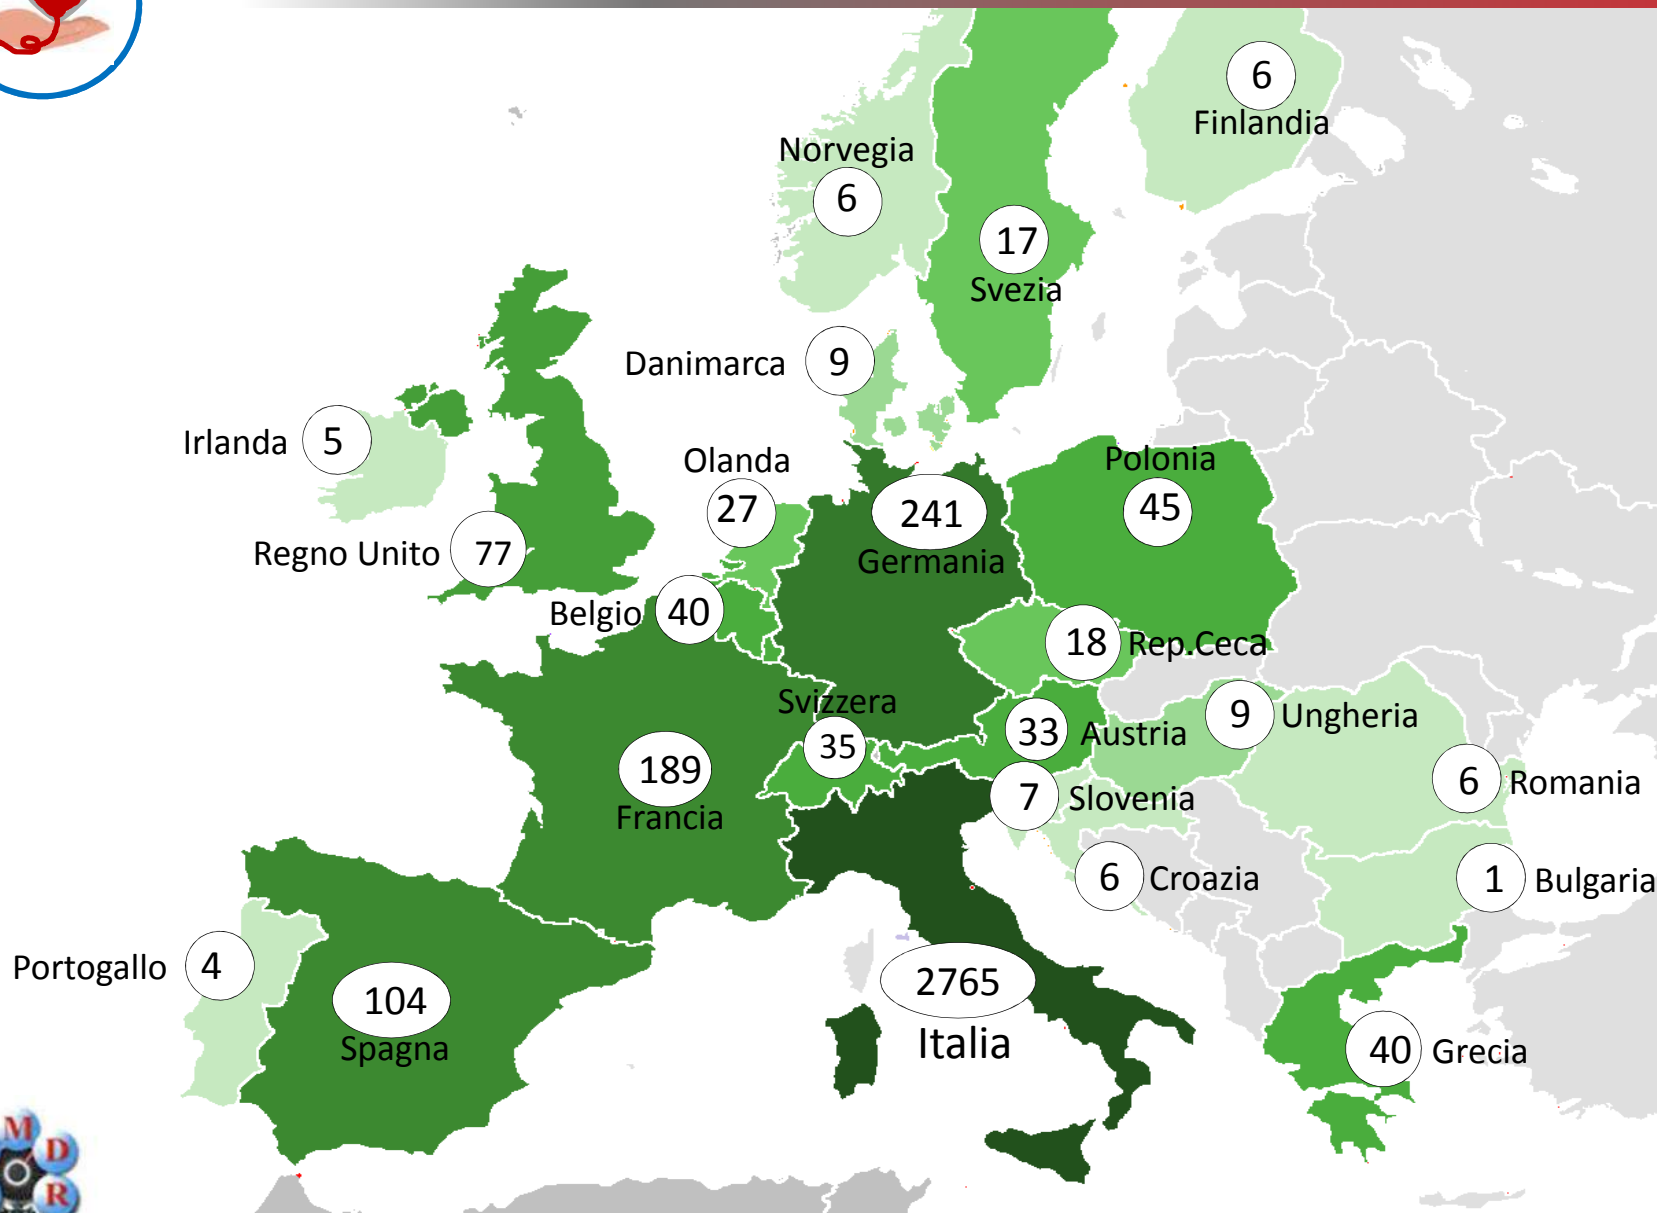 6
Finlandia
Norvegia
6
17
Svezia
Danimarca 9
Irlanda 5
Olanda
27
Polonia
45
241
Germania
Regno Unito 77
Belgio 40
18 Rep.Ceca
Svizzera
35
33 Austria
9 Ungheria
189
Francia
7 Slovenia
6 Romania
6 Croazia
1 Bulgaria
Portogallo 4
104
Spagna
2765
Italia
40 Grecia
M
D
R